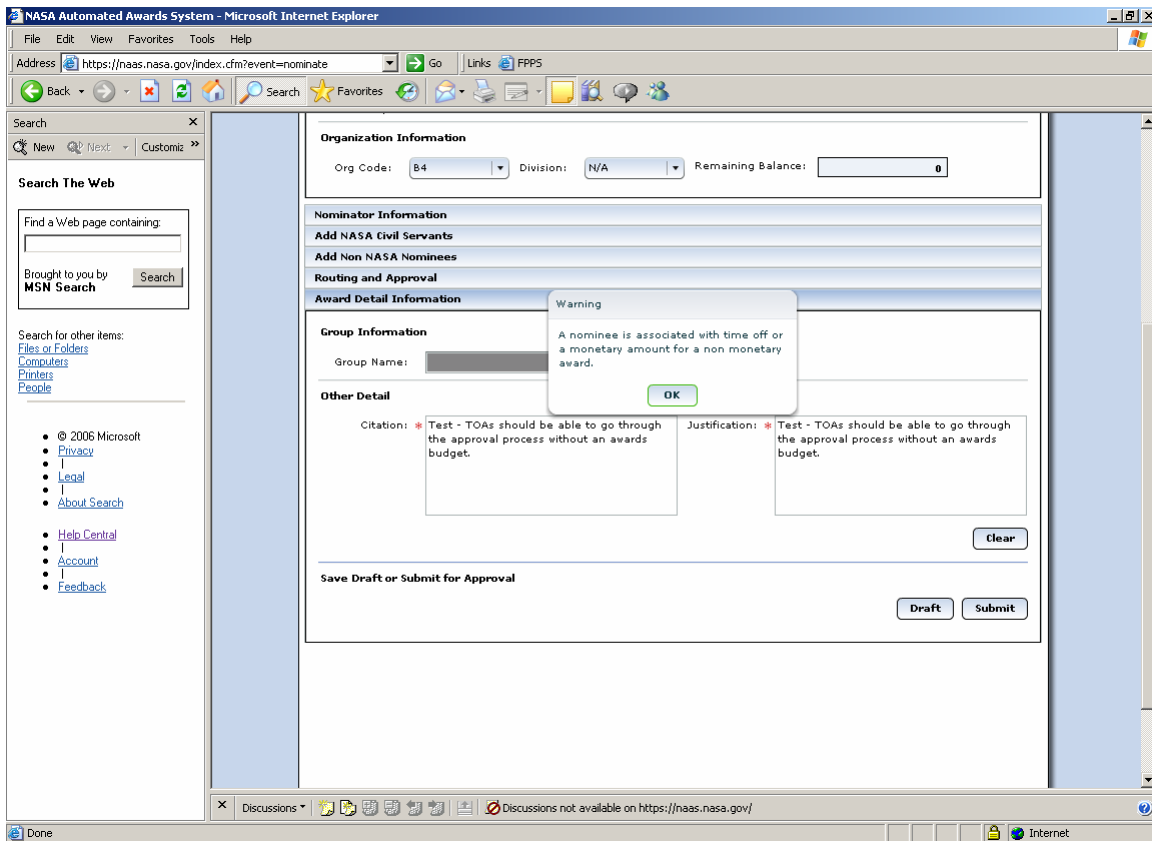 NASA Automated Awards System - Microsoft Internet Explorer
File Edit View Favorites Tools Help
Address https://naas.nasa.gov/index.cfm?event=nominate Go Links FPPS
Back Search Favorites
Search
New Next Customiz »
Search The Web
Find a Web page containing:
Brought to you by
MSN Search
Search
Search for other items:
Files or Folders
Computers
Printers
People
• © 2006 Microsoft
• Privacy
• |
• Legal
• |
• About Search
• Help Central
• |
• Account
• |
• Feedback
Organization Information
Org Code: B4 Division: N/A Remaining Balance: 0
Nominator Information
Add NASA Civil Servants
Add Non NASA Nominees
Routing and Approval
Award Detail Information
Warning
A nominee is associated with time off or
a monetary amount for a non monetary
award.
OK
Group Information
Group Name:
Other Detail
Citation: * Test - TOAs should be able to go through
the approval process without an awards
budget.
Justification: * Test - TOAs should be able to go through
the approval process without an awards
budget.
Clear
Save Draft or Submit for Approval
Draft Submit
Discussions Discussions not available on https://naas.nasa.gov/
Done Internet